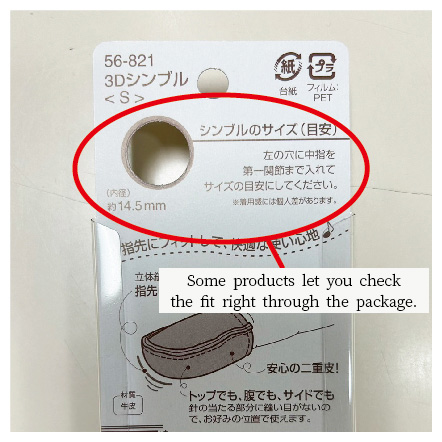 56-821
3Dシンブル
<S>
紙
プラ
台紙
フィルム:
PET
シンブルのサイズ(目安)
左の穴に中指を
第一関節まで入れて
サイズの目安にしてください。
※着用感には個人差があります。
(内径)
約14.5mm
指先にフィットして、快適な使い心地♪
立体
指先
Some products let you check
the fit right through the package.
安心の二重皮!
材質
牛皮
トップでも、腹でも、サイドでも
針の当たる部分に縫い目がないの
で、お好みの位置で使えます。